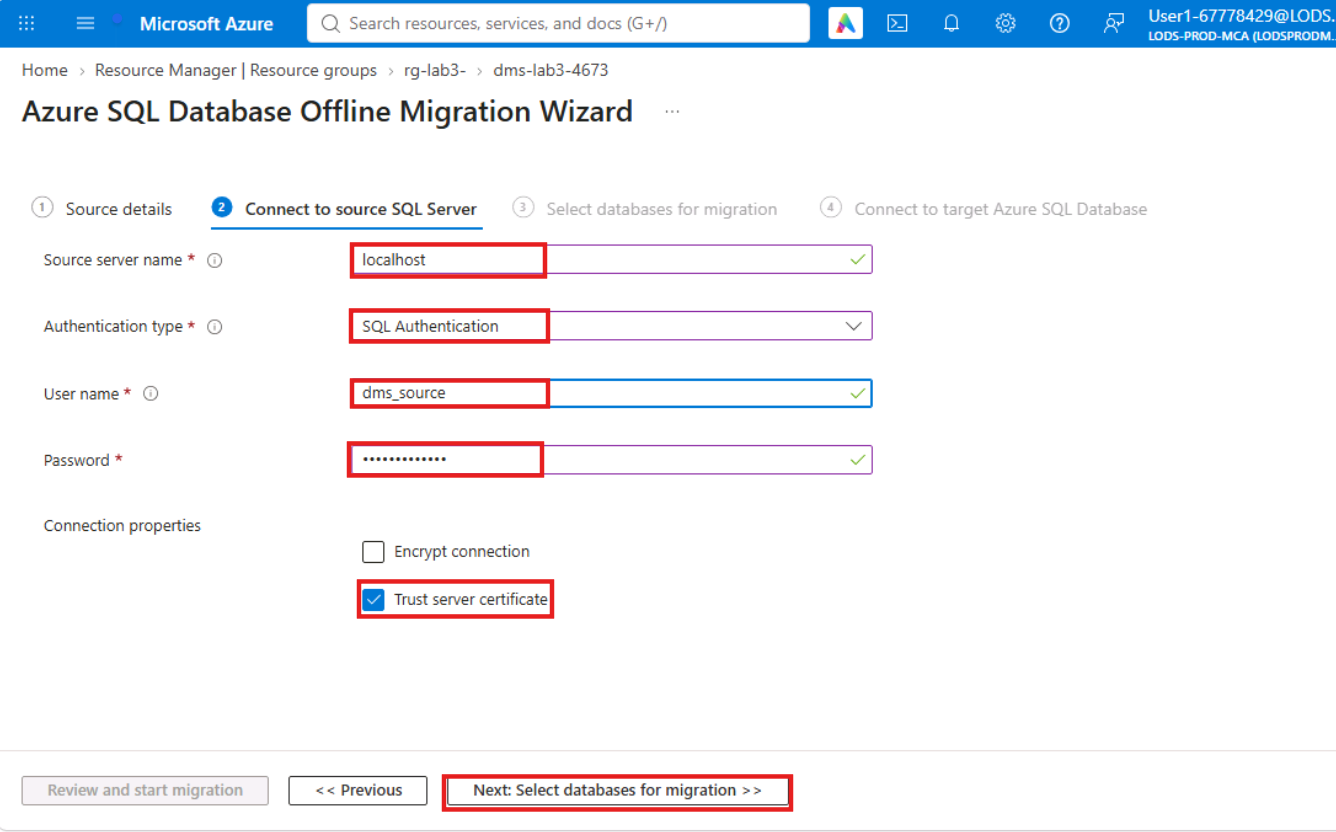 Microsoft Azure
Search resources, services, and docs (G+/)
User1-67778429@LODS.
LODS-PROD-MCA (LODSPRODM...
Home > Resource Manager | Resource groups > rg-lab3- > dms-lab3-4673
Azure SQL Database Offline Migration Wizard ...
1 Source details
2 Connect to source SQL Server
3 Select databases for migration
4 Connect to target Azure SQL Database
Source server name * localhost
Authentication type * SQL Authentication
User name * dms_source
Password * •••••••••••••
Connection properties
Encrypt connection
Trust server certificate
Review and start migration
<< Previous
Next: Select databases for migration >>